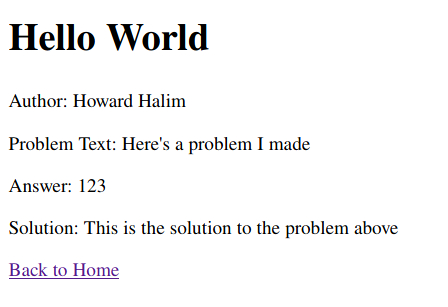 Hello World
Author: Howard Halim
Problem Text: Here's a problem I made
Answer: 123
Solution: This is the solution to the problem above
Back to Home